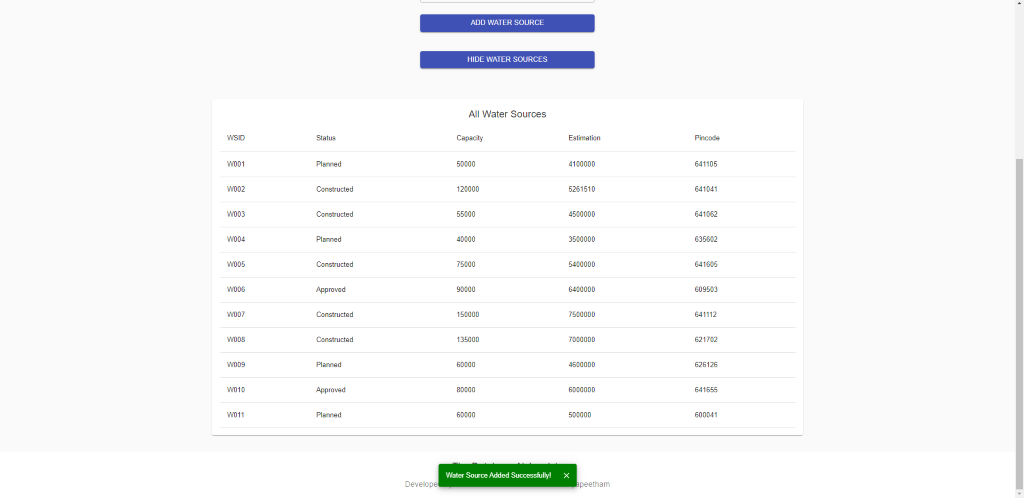 ADD WATER SOURCE
HIDE WATER SOURCES
All Water Sources
WSID Status Capacity Estimation Pincode
W001 Planned 50000 4100000 641105
W002 Constructed 120000 5261510 641041
W003 Constructed 55000 4500000 641062
W004 Planned 40000 3500000 635602
W005 Constructed 75000 5400000 641605
W006 Approved 90000 6400000 609503
W007 Constructed 150000 7500000 641112
W008 Constructed 135000 7000000 621702
W009 Planned 60000 4600000 626126
W010 Approved 80000 6000000 641655
W011 Planned 60000 500000 600041
Water Source Added Successfully!